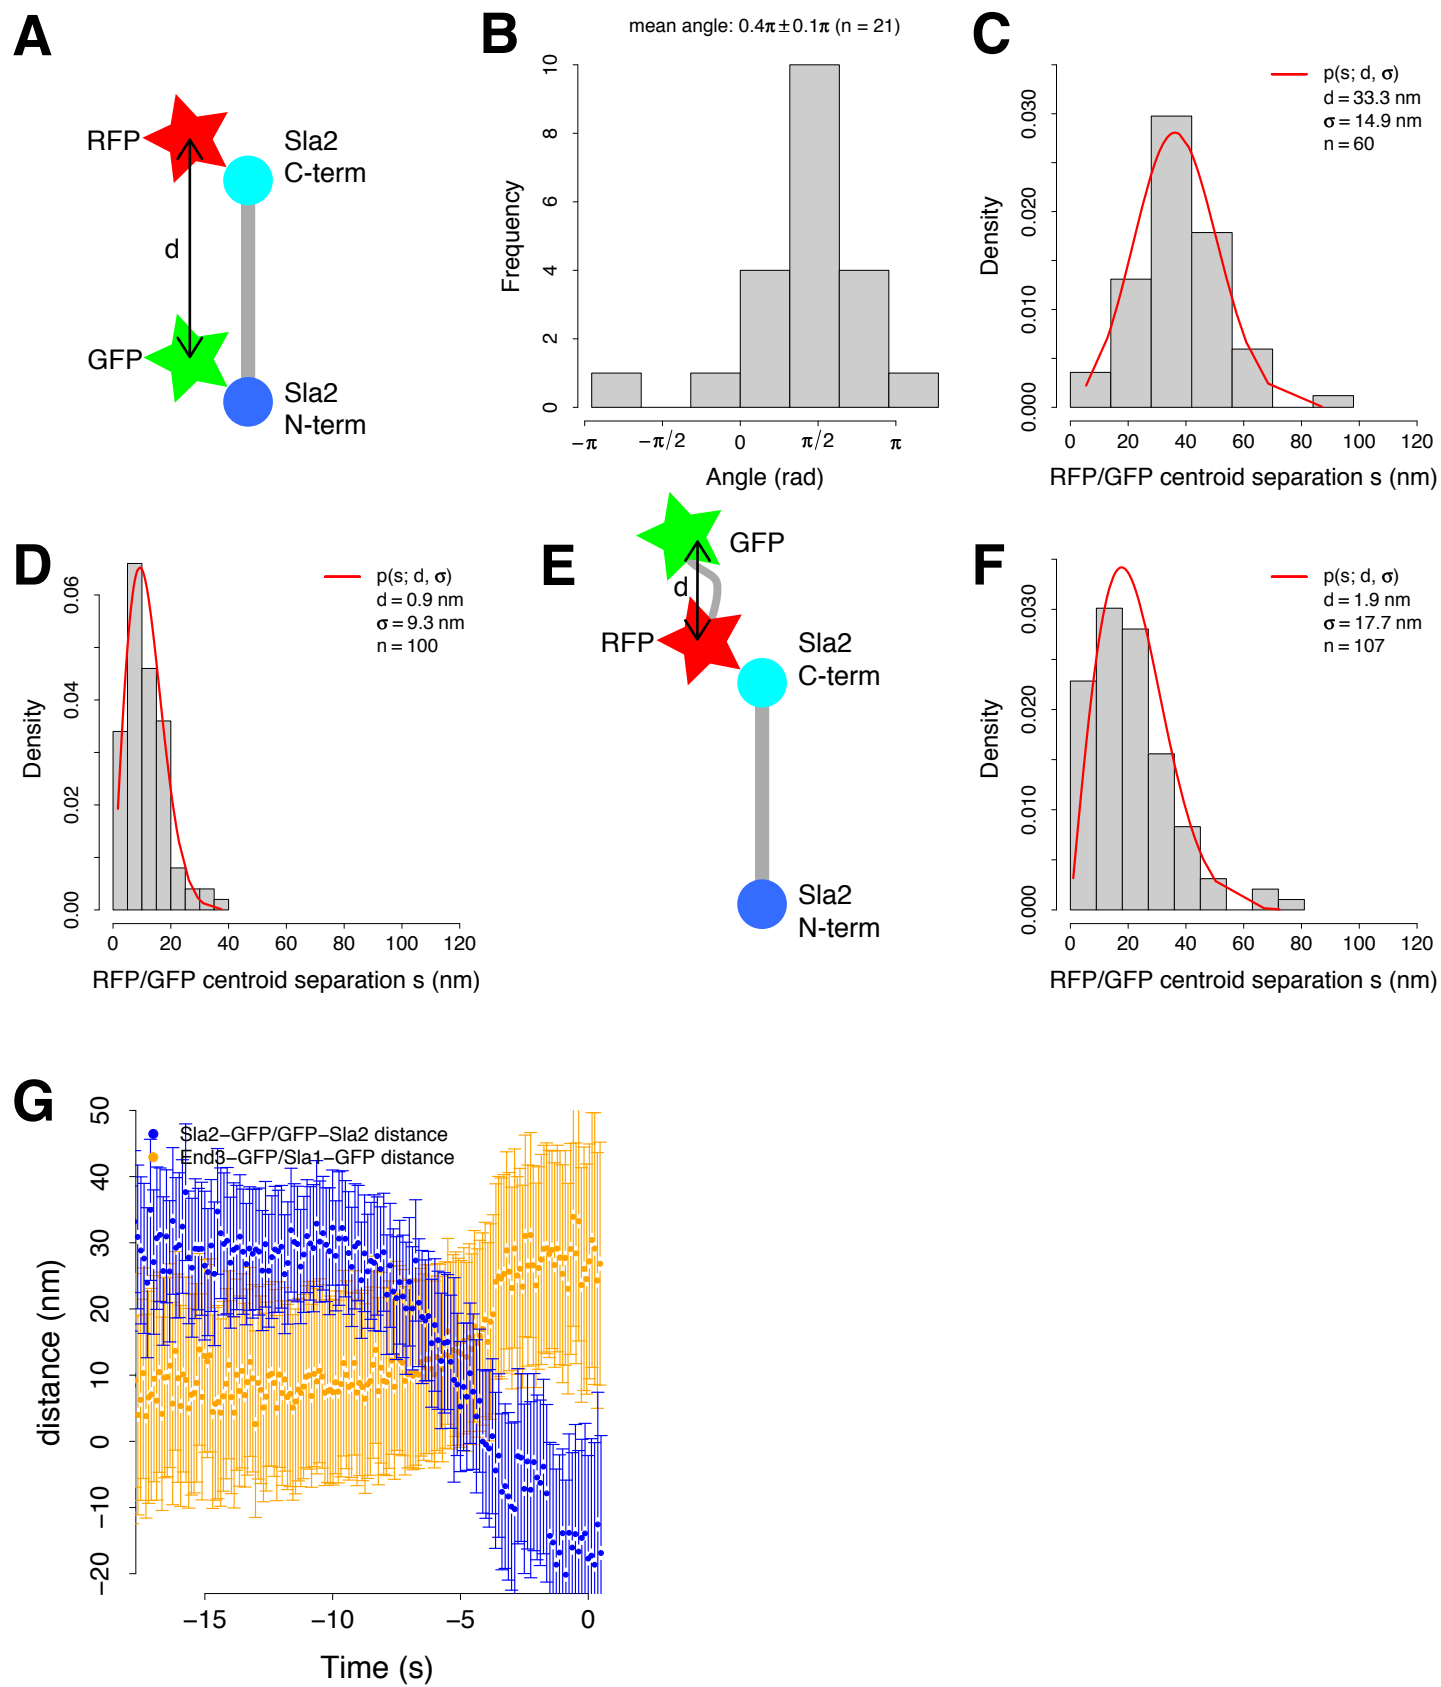 A
RFP
Sla2
C-term
d
GFP
Sla2
N-term
B
mean angle: 0.4π±0.1π (n = 21)
Frequency
0
2
4
6
8
10
−π
−π/2
0
π/2
π
Angle (rad)
C
p(s; d, σ)
d = 33.3 nm
σ = 14.9 nm
n = 60
Density
0.000
0.010
0.020
0.030
0
20
40
60
80
100
120
RFP/GFP centroid separation s (nm)
D
p(s; d, σ)
d = 0.9 nm
σ = 9.3 nm
n = 100
Density
0.00
0.02
0.04
0.06
0
20
40
60
80
100
120
RFP/GFP centroid separation s (nm)
E
GFP
d
RFP
Sla2
C-term
Sla2
N-term
F
p(s; d, σ)
d = 1.9 nm
σ = 17.7 nm
n = 107
Density
0.000
0.010
0.020
0.030
0
20
40
60
80
100
120
RFP/GFP centroid separation s (nm)
G
Sla2−GFP/GFP−Sla2 distance
End3−GFP/Sla1−GFP distance
distance (nm)
50
40
30
20
10
0
−10
−20
−15
−10
−5
0
Time (s)